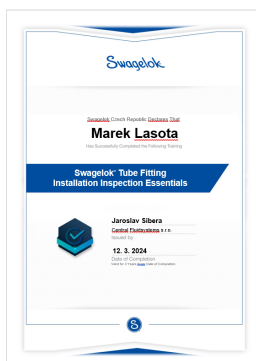 Swagelok
Swagelok Czech Republic Declares That
Marek Lasota
Has Successfully Completed the Following Training
Swagelok® Tube Fitting
Installation Inspection Essentials
Jaroslav Sibera
Central Fluidsystems s.r.o.
Issued by
12. 3. 2024
Date of Completion
Valid for 3 Years from Date of Completion
S